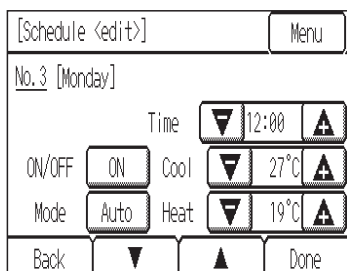 [Schedule <edit>] Menu
No.3 [Monday]
Time 12:00
ON/OFF ON Cool 27°C
Mode Auto Heat 19°C
Back ▼ ▲ Done